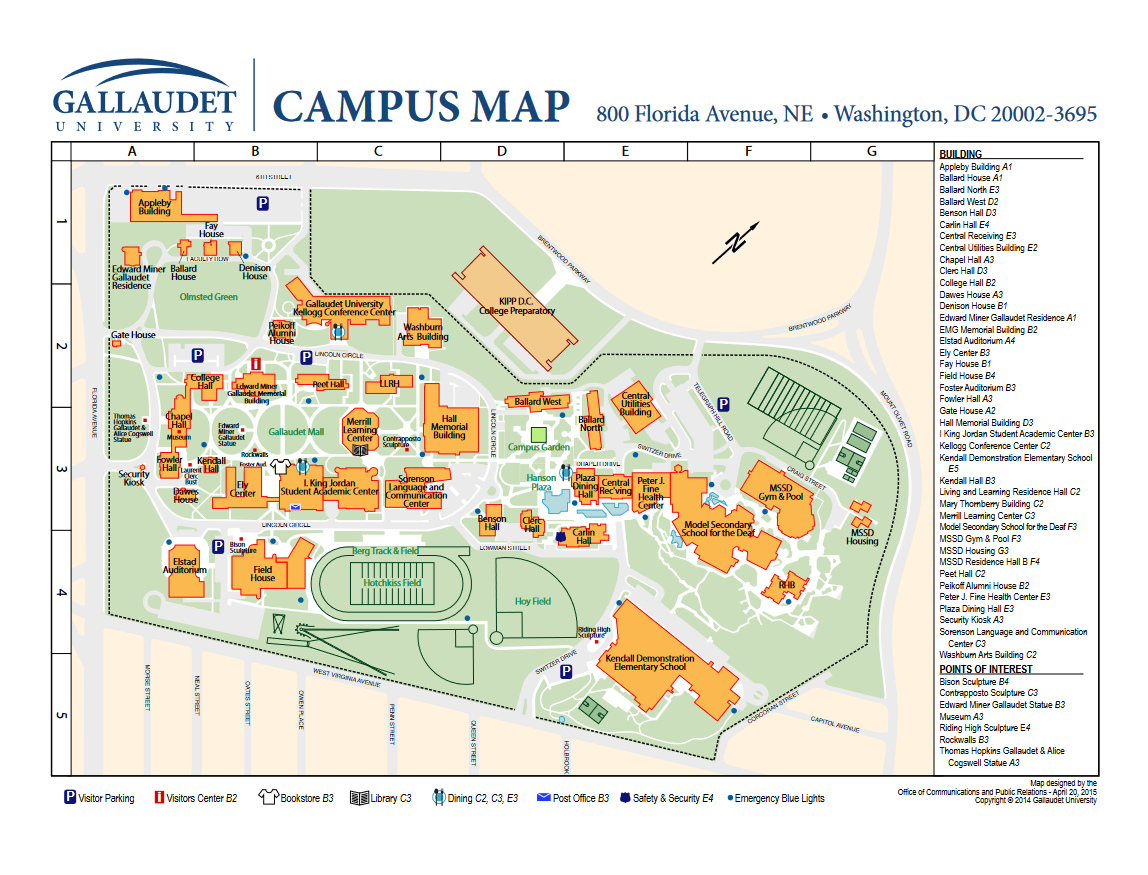 GALLAUDET
UNIVERSITY
CAMPUS MAP
800 Florida Avenue, NE • Washington, DC 20002-3695
A B C D E F G
1
2
3
4
5
6TH STREET
Appleby
Building
P
Fay
House
FACULTY ROW
Edward Miner
Gallaudet
Residence
Ballard
House
Denison
House
Olmsted Green
BRENTWOOD PARKWAY
N
KIPP D.C.
College Preparatory
BRENTWOOD PARKWAY
Gallaudet University
Kellogg Conference Center
Peikoff
Alumni
House
Washburn
Arts Building
Gate House
P
P
LINCOLN CIRCLE
College
Hall
Edward Miner
Gallaudet Memorial
Building
Peet Hall
LLRH
FLORIDA AVENUE
Thomas
Hopkins
Gallaudet &
Alice Cogswell
Statue
Chapel
Hall
Museum
Edward
Miner
Gallaudet
Statue
Gallaudet Mall
Rockwalls
Merrill
Learning
Center
Contrapposto
Sculpture
Hall
Memorial
Building
LINCOLN CIRCLE
Ballard West
Ballard
North
Central
Utilities
Building
Campus Garden
TELEGRAPH HILL ROAD
P
MOUNT OLIVET ROAD
SWITZER DRIVE
CRAIG STREET
Security
Kiosk
Fowler
Hall
Kendall
Hall
Laurent
Clerc
Bust
Dawes
House
Foster Aud.
Ely
Center
I. King Jordan
Student Academic Center
Sorenson
Language and
Communication
Center
Hanson
Plaza
DRAPER DRIVE
Plaza
Dining
Hall
Central
Rec'ving
Peter J.
Fine
Health
Center
MSSD
Gym & Pool
Model Secondary
School for the Deaf
MSSD
Housing
RHB
LINCOLN CIRCLE
Benson
Hall
Clerc
Hall
Carlin
Hall
LOWMAN STREET
P
Bison
Sculpture
Elstad
Auditorium
Field
House
Berg Track & Field
Hotchkiss Field
Hoy Field
Riding High
Sculpture
SWITZER DRIVE
P
Kendall Demonstration
Elementary School
CORCORAN STREET
CAPITOL AVENUE
WEST VIRGINIA AVENUE
MORSE STREET
NEAL STREET
OATES STREET
OWEN PLACE
PENN STREET
QUEEN STREET
HOLBROOK
BUILDING
Appleby Building A1
Ballard House A1
Ballard North E3
Ballard West D2
Benson Hall D3
Carlin Hall E4
Central Receiving E3
Central Utilities Building E2
Chapel Hall A3
Clerc Hall D3
College Hall B2
Dawes House A3
Denison House B1
Edward Miner Gallaudet Residence A1
EMG Memorial Building B2
Elstad Auditorium A4
Ely Center B3
Fay House B1
Field House B4
Foster Auditorium B3
Fowler Hall A3
Gate House A2
Hall Memorial Building D3
I King Jordan Student Academic Center B3
Kellogg Conference Center C2
Kendall Demonstration Elementary School
E5
Kendall Hall B3
Living and Learning Residence Hall C2
Mary Thornberry Building C2
Merrill Learning Center C3
Model Secondary School for the Deaf F3
MSSD Gym & Pool F3
MSSD Housing G3
MSSD Residence Hall B F4
Peet Hall C2
Peikoff Alumni House B2
Peter J. Fine Health Center E3
Plaza Dining Hall E3
Security Kiosk A3
Sorenson Language and Communication
Center C3
Washburn Arts Building C2
POINTS OF INTEREST
Bison Sculpture B4
Contrapposto Sculpture C3
Edward Miner Gallaudet Statue B3
Museum A3
Riding High Sculpture E4
Rockwalls B3
Thomas Hopkins Gallaudet & Alice
Cogswell Statue A3
P Visitor Parking i Visitors Center B2 Bookstore B3 Library C3 Dining C2, C3, E3 Post Office B3 Safety & Security E4 Emergency Blue Lights
Map designed by the
Office of Communications and Public Relations - April 20, 2015
Copyright © 2014 Gallaudet University